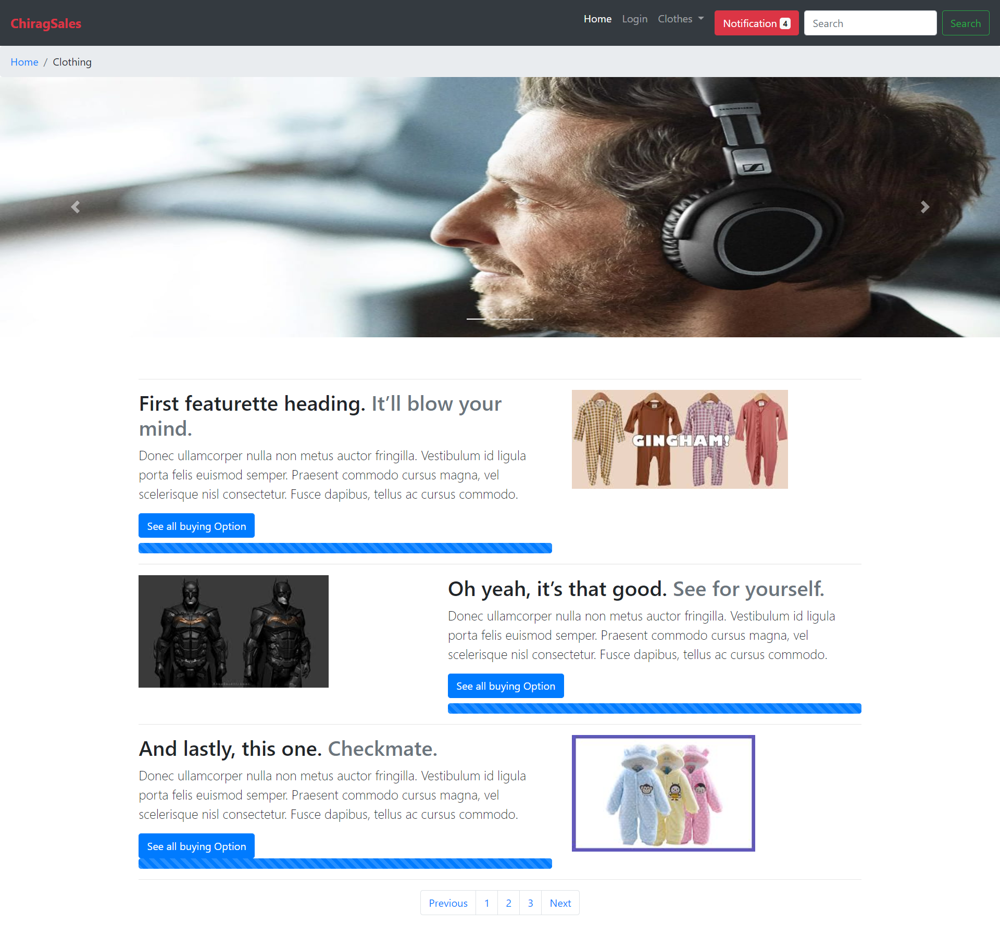 ChiragSales
Home Login Clothes Notification 4 Search Search
Home / Clothing
First featurette heading. It’ll blow your
mind.
Donec ullamcorper nulla non metus auctor fringilla. Vestibulum id ligula
porta felis euismod semper. Praesent commodo cursus magna, vel
scelerisque nisl consectetur. Fusce dapibus, tellus ac cursus commodo.
See all buying Option
GINGHAM!
Oh yeah, it’s that good. See for yourself.
Donec ullamcorper nulla non metus auctor fringilla. Vestibulum id ligula
porta felis euismod semper. Praesent commodo cursus magna, vel
scelerisque nisl consectetur. Fusce dapibus, tellus ac cursus commodo.
See all buying Option
And lastly, this one. Checkmate.
Donec ullamcorper nulla non metus auctor fringilla. Vestibulum id ligula
porta felis euismod semper. Praesent commodo cursus magna, vel
scelerisque nisl consectetur. Fusce dapibus, tellus ac cursus commodo.
See all buying Option
Previous 1 2 3 Next